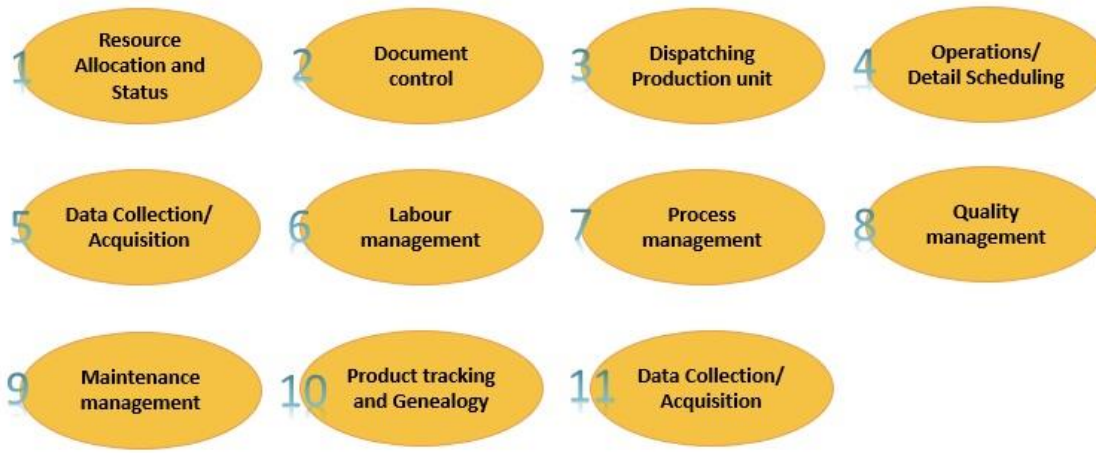 1
Resource
Allocation and
Status
2
Document
control
3
Dispatching
Production unit
4
Operations/
Detail Scheduling
5
Data Collection/
Acquisition
6
Labour
management
7
Process
management
8
Quality
management
9
Maintenance
management
10
Product tracking
and Genealogy
11
Data Collection/
Acquisition